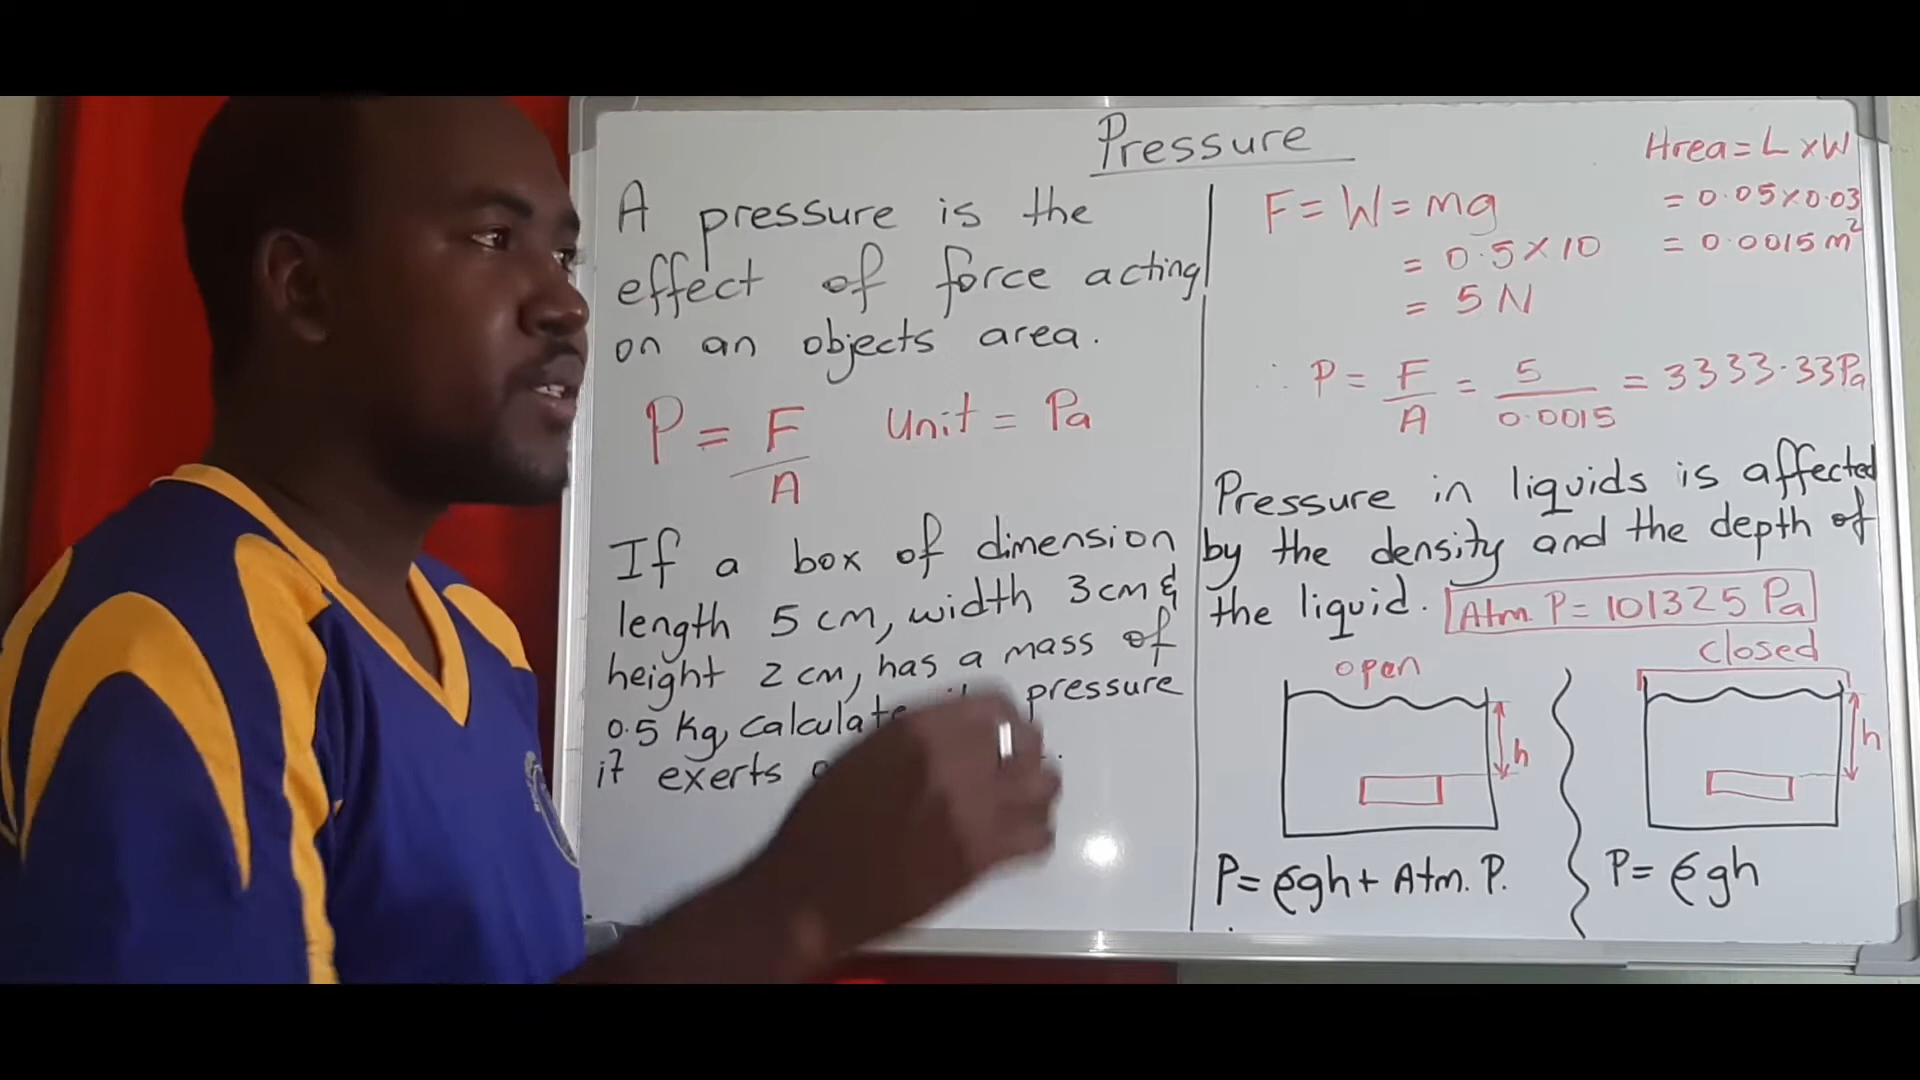 Pressure
A pressure is the
effect of force acting
on an objects area.
P = F/A Unit = Pa
If a box of dimension
length 5 cm, width 3cm &
height 2 cm, has a mass of
0.5 kg, calculate pressure
it exerts
F = W = mg
= 0.5 × 10
= 5 N
Area = L × W
= 0.05 × 0.03
= 0.0015 m²
∴ P = F/A = 5/0.0015 = 3333.33 Pa
Pressure in liquids is affected
by the density and the depth of
the liquid. Atm. P = 101325 Pa
open
h
P = ρgh + Atm. P.
closed
h
P = ρgh